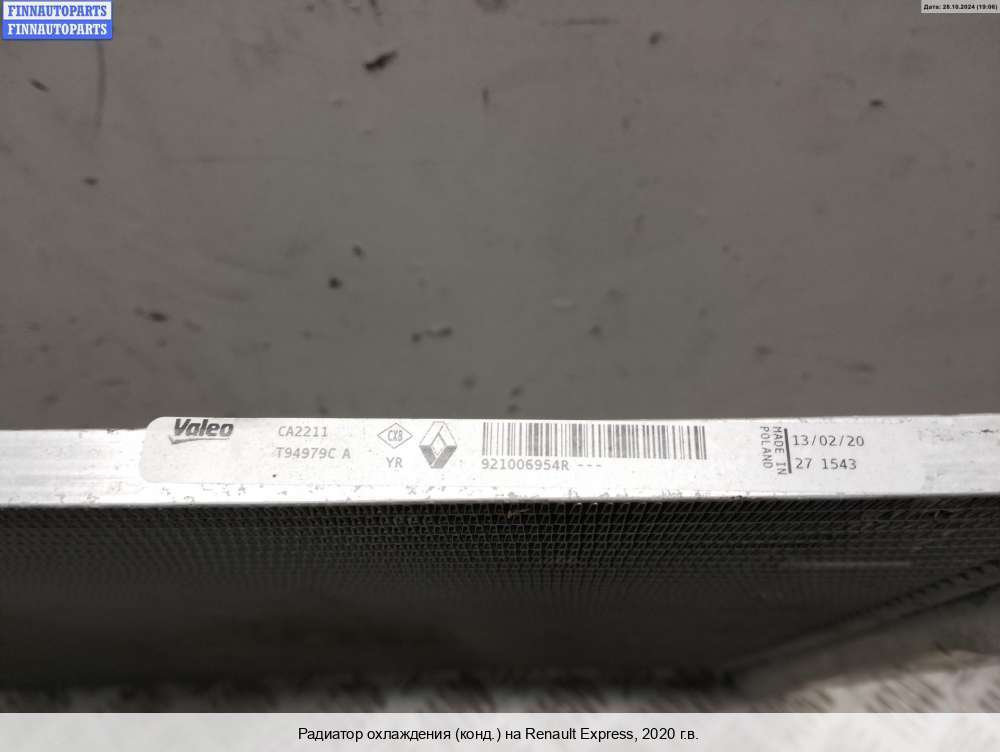 FINNAUTOPARTS
FINNAUTOPARTS
Дата: 28.10.2024 (19:06)
Valeo
CA2211
T94979C A
CX8
YR
921006954R ---
MADE IN
POLAND
13/02/20
27 1543
Радиатор охлаждения (конд.) на Renault Express, 2020 г.в.